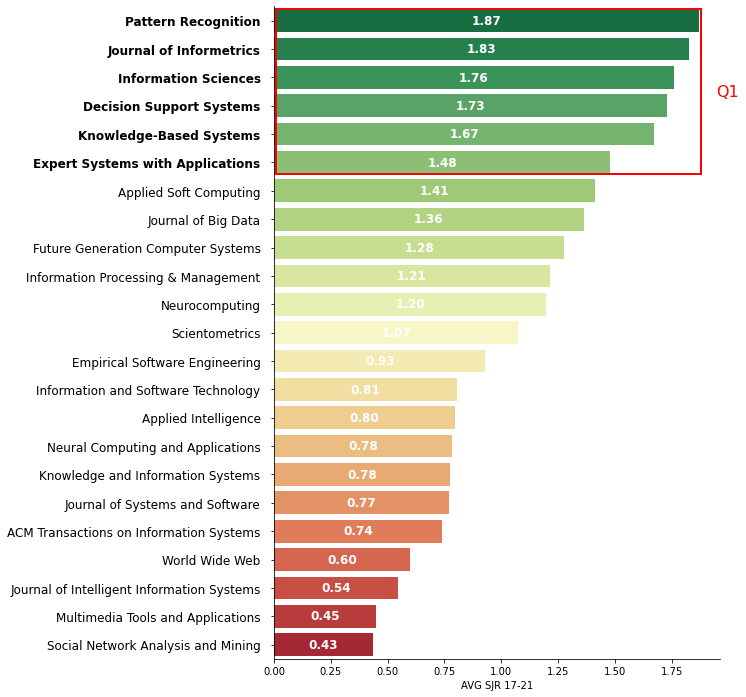 Pattern Recognition 1.87
Journal of Informetrics 1.83
Information Sciences 1.76
Decision Support Systems 1.73
Q1
Knowledge-Based Systems 1.67
Expert Systems with Applications 1.48
Applied Soft Computing 1.41
Journal of Big Data 1.36
Future Generation Computer Systems 1.28
Information Processing & Management 1.21
Neurocomputing 1.20
Scientometrics 1.07
Empirical Software Engineering 0.93
Information and Software Technology 0.81
Applied Intelligence 0.80
Neural Computing and Applications 0.78
Knowledge and Information Systems 0.78
Journal of Systems and Software 0.77
ACM Transactions on Information Systems 0.74
World Wide Web 0.60
Journal of Intelligent Information Systems 0.54
Multimedia Tools and Applications 0.45
Social Network Analysis and Mining 0.43
0.00 0.25 0.50 0.75 1.00 1.25 1.50 1.75
AVG SJR 17-21